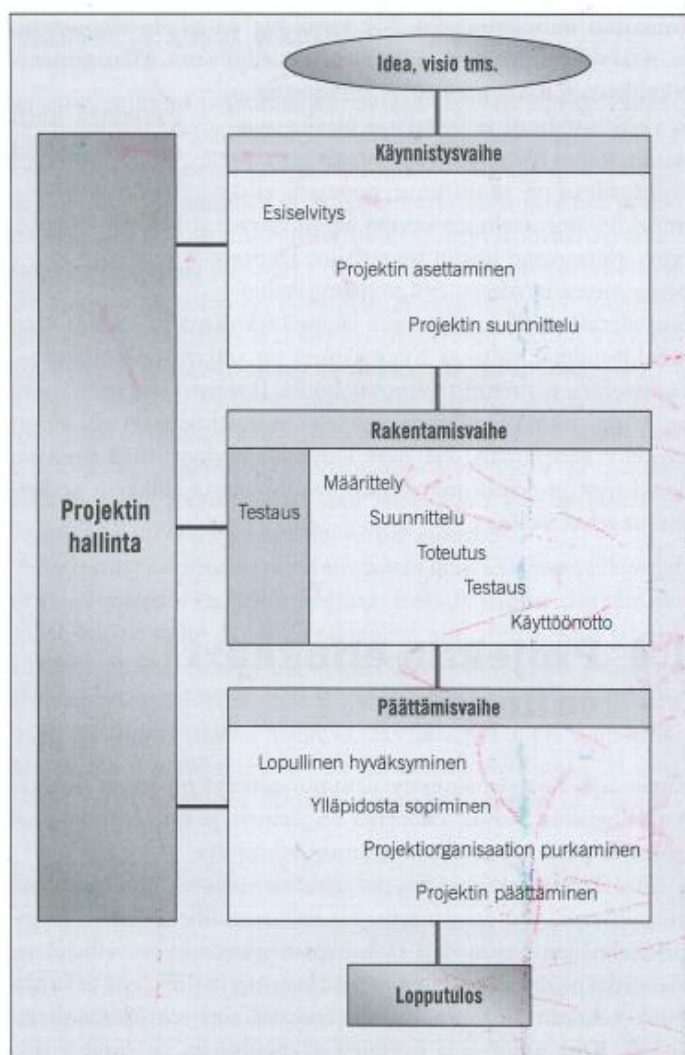 Idea, visio tms.
Käynnistysvaihe
Esiselvitys
Projektin asettaminen
Projektin suunnittelu
Projektin
hallinta
Rakentamisvaihe
Testaus
Määrittely
Suunnittelu
Toteutus
Testaus
Käyttöönotto
Päättämisvaihe
Lopullinen hyväksyminen
Ylläpidosta sopiminen
Projektiorganisaation purkaminen
Projektin päättäminen
Lopputulos